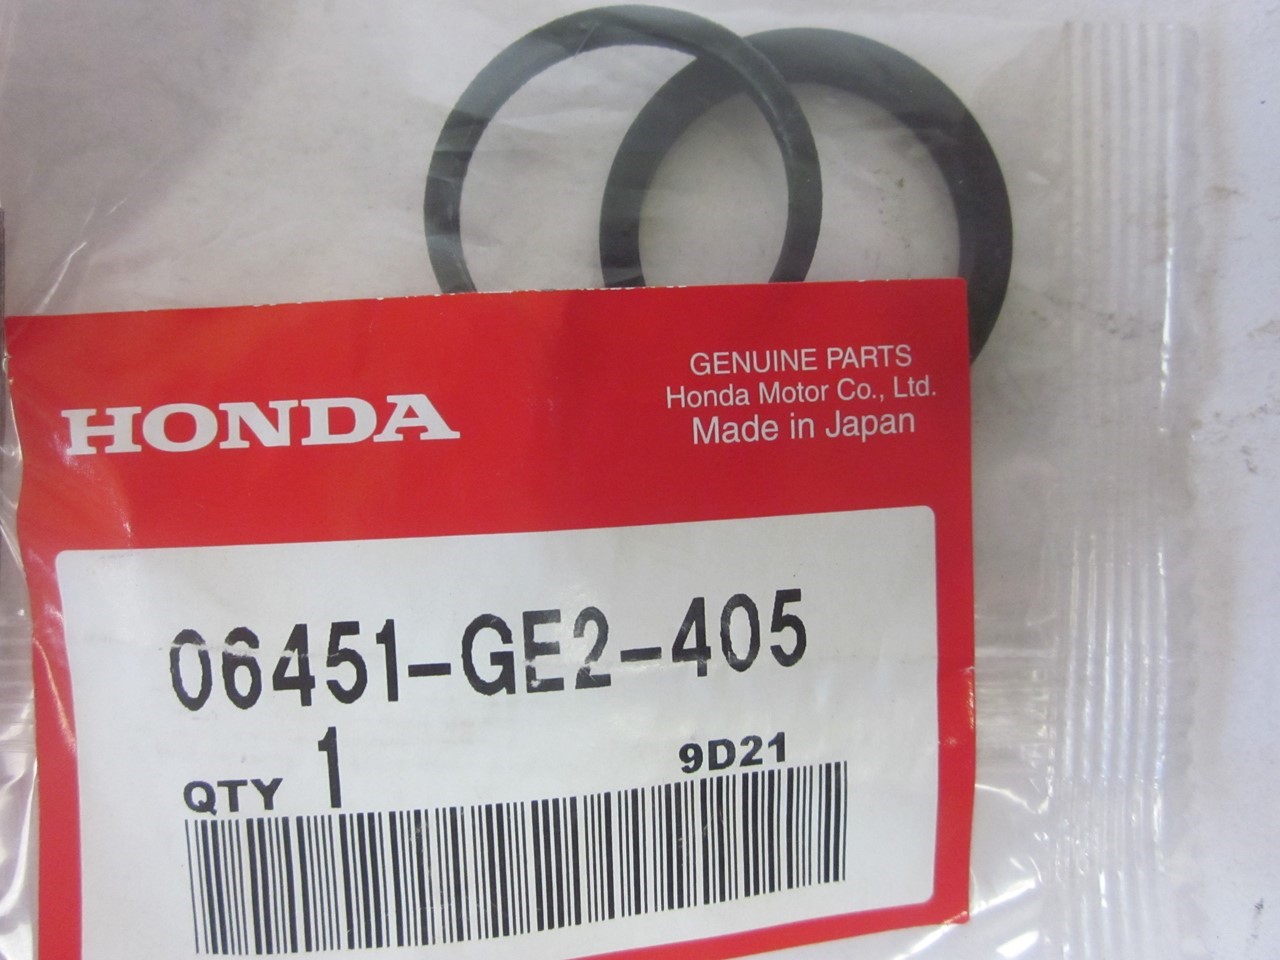 HONDA
GENUINE PARTS
Honda Motor Co., Ltd.
Made in Japan
06451-GE2-405
QTY 1
9D21